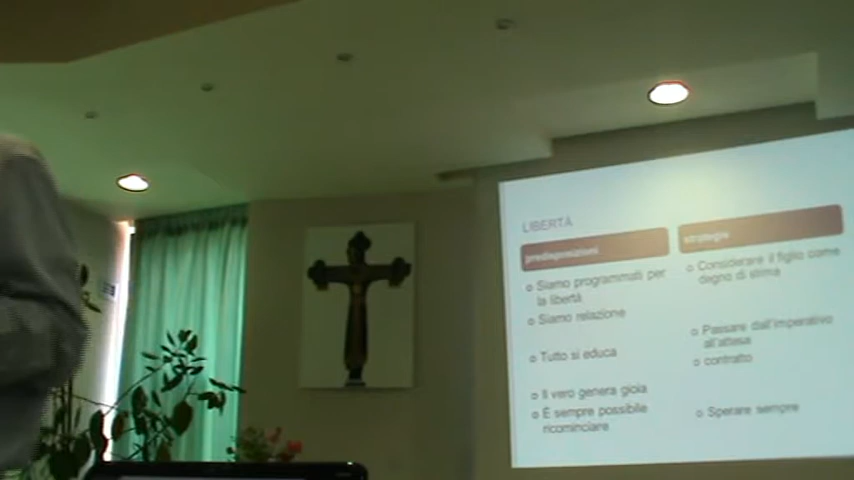 LIBERTA
predisposizioni
Siamo programmati per
la libertà
Siamo relazione
Tutto si educa
Il vero genera gioia
È sempre possibile
ricominciare
strategie
Considerare il figlio come
degno di stima
Passare dall'imperativo
all'attesa
contratto
Sperare sempre